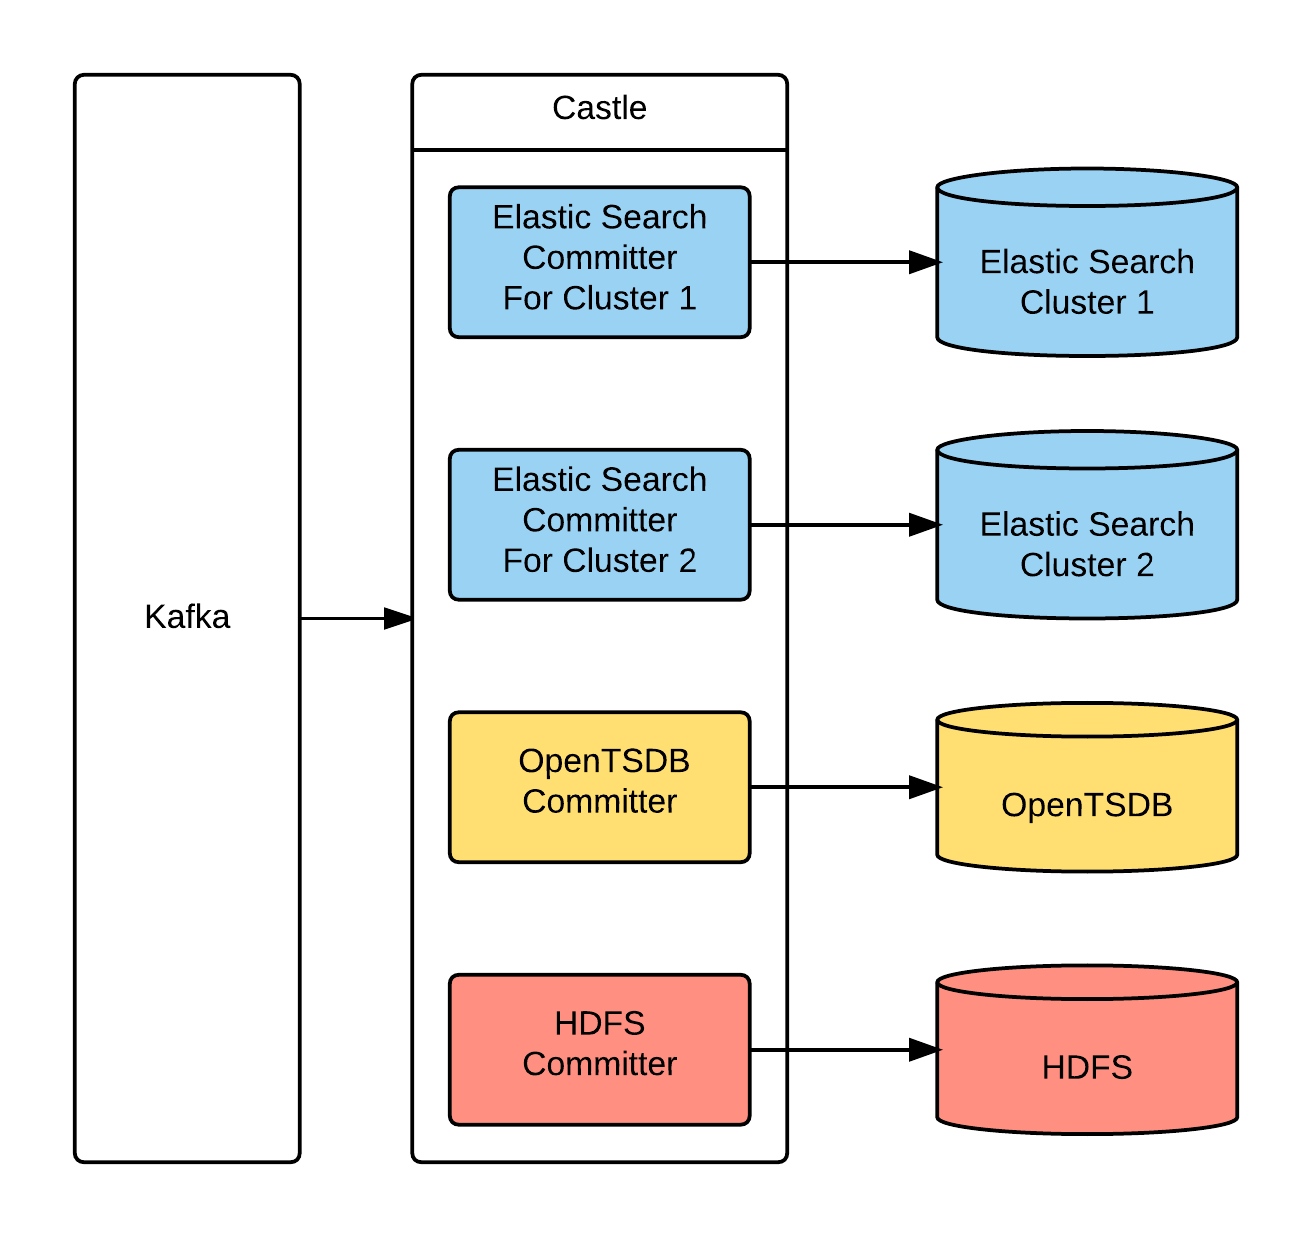 Castle
Elastic Search
Committer
For Cluster 1
Elastic Search
Cluster 1
Elastic Search
Committer
For Cluster 2
Elastic Search
Cluster 2
Kafka
OpenTSDB
Committer
OpenTSDB
HDFS
Committer
HDFS